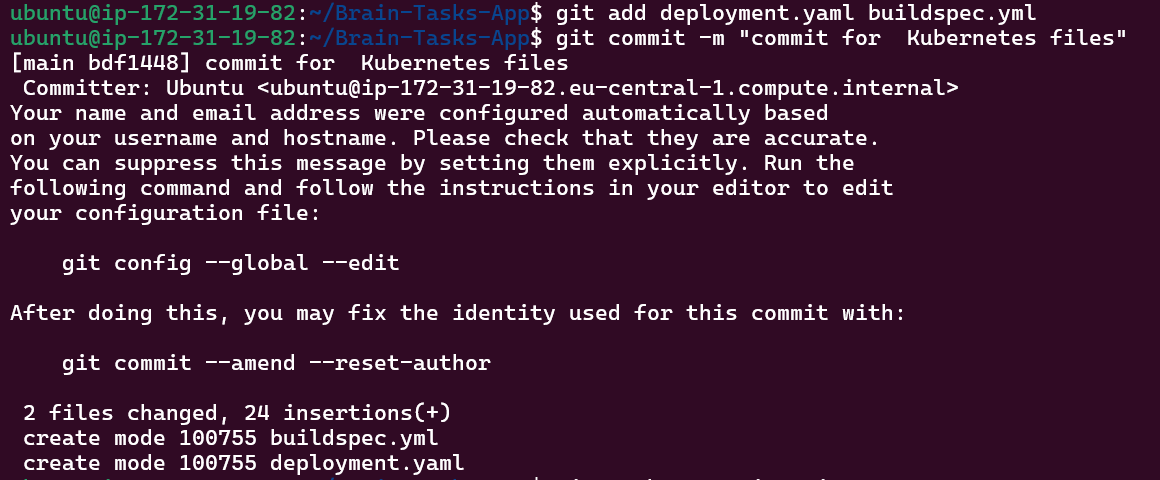 ubuntu@ip-172-31-19-82:~/Brain-Tasks-App$ git add deployment.yaml buildspec.yml
ubuntu@ip-172-31-19-82:~/Brain-Tasks-App$ git commit -m "commit for  Kubernetes files"
[main bdf1448] commit for  Kubernetes files
 Committer: Ubuntu <ubuntu@ip-172-31-19-82.eu-central-1.compute.internal>
Your name and email address were configured automatically based
on your username and hostname. Please check that they are accurate.
You can suppress this message by setting them explicitly. Run the
following command and follow the instructions in your editor to edit
your configuration file:

    git config --global --edit

After doing this, you may fix the identity used for this commit with:

    git commit --amend --reset-author

 2 files changed, 24 insertions(+)
 create mode 100755 buildspec.yml
 create mode 100755 deployment.yaml